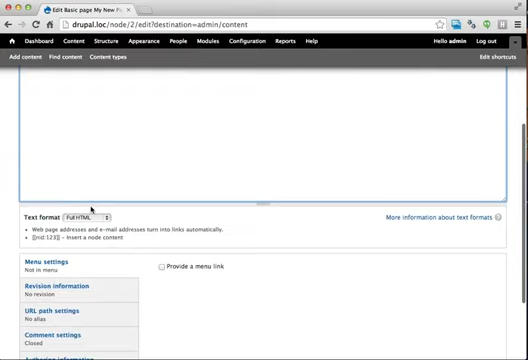 Edit Basic page My New P
drupal.loc/node/2/edit?destination=admin/content
Dashboard Content Structure Appearance People Modules Configuration Reports Help Hello admin Log out
Add content Find content Content types Edit shortcuts
Text format Full HTML More information about text formats
Web page addresses and e-mail addresses turn into links automatically.
[[nid:123]] - Insert a node content
Menu settings
Not in menu
Provide a menu link
Revision information
No revision
URL path settings
No alias
Comment settings
Closed
Authoring information